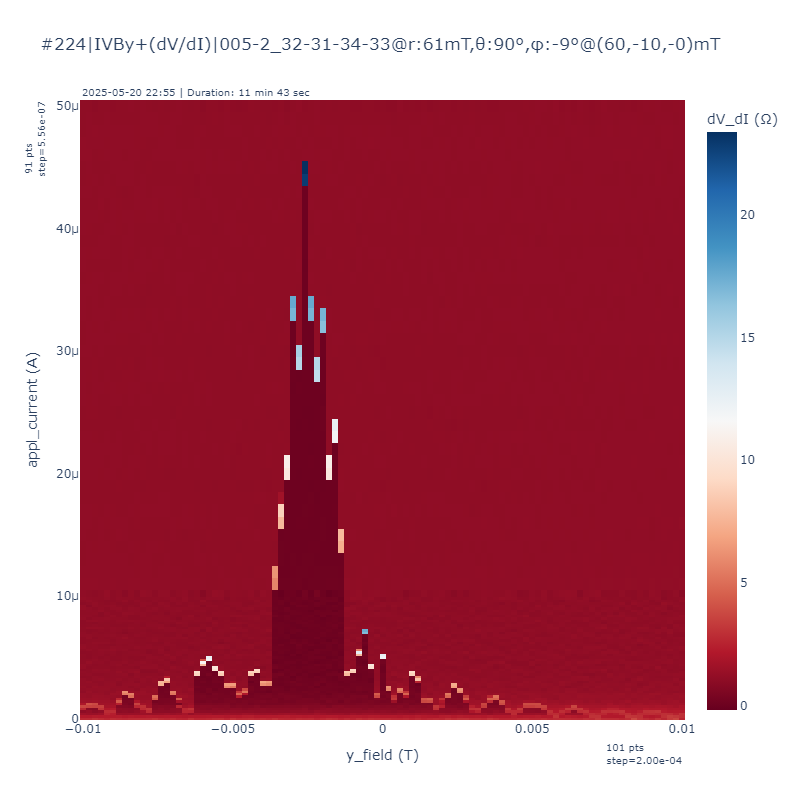 #224|IVBy+(dV/dI)|005-2_32-31-34-33@r:61mT,θ:90°,φ:-9°@(60,-10,-0)mT
2025-05-20 22:55 | Duration: 11 min 43 sec
dV_dI (Ω)
91 pts
step=5.56e-07
appl_current (A)
50μ
40μ
30μ
20μ
10μ
0
20
15
10
5
0
−0.01
−0.005
0
0.005
0.01
y_field (T)
101 pts
step=2.00e-04